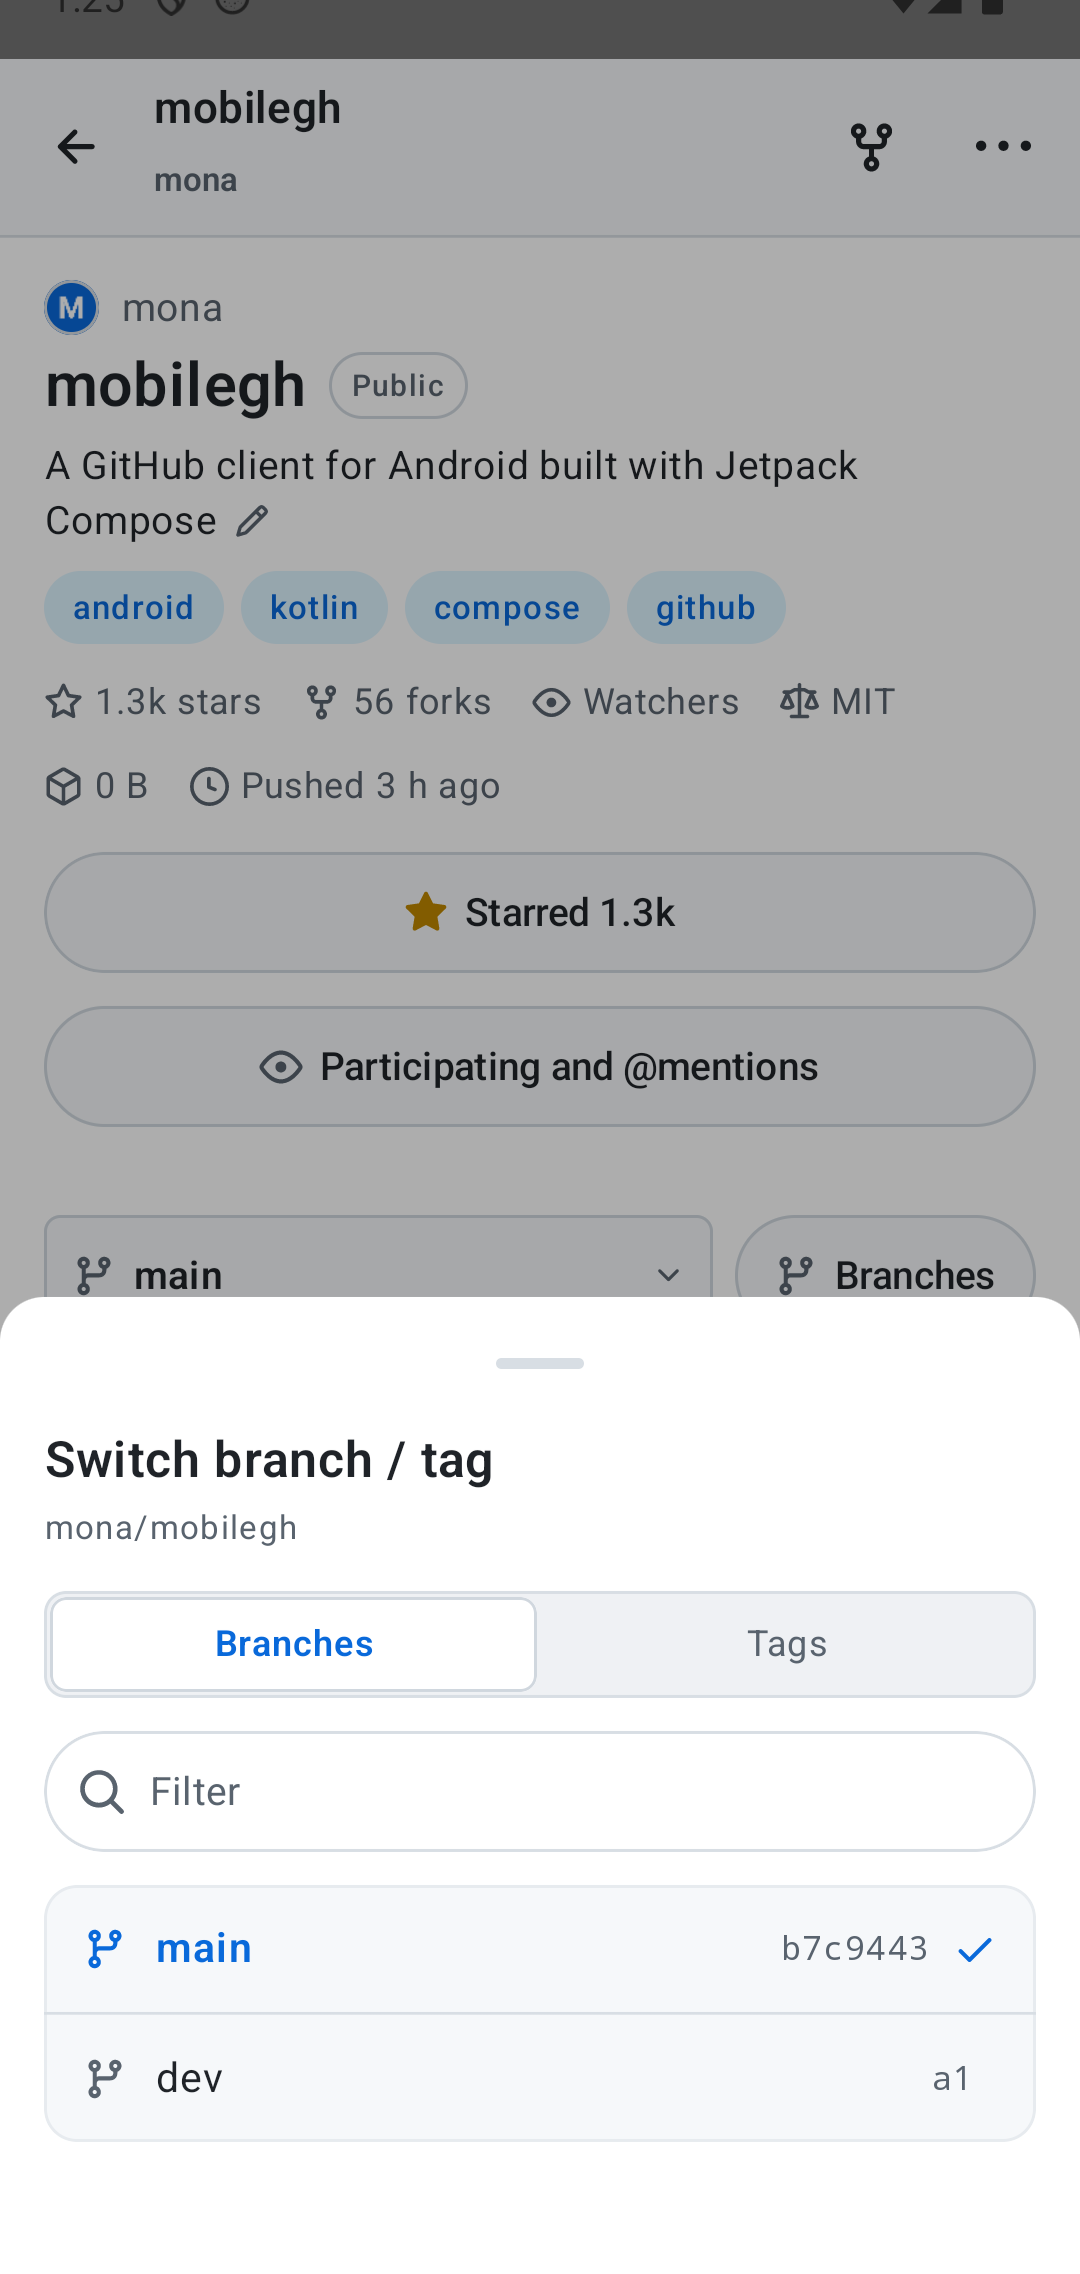 mobilegh
mona
M mona
mobilegh Public
A GitHub client for Android built with Jetpack
Compose
android kotlin compose github
1.3k stars 56 forks Watchers MIT
0 B Pushed 3 h ago
Starred 1.3k
Participating and @mentions
main Branches
Switch branch / tag
mona/mobilegh
Branches Tags
Filter
main b7c9443
dev a1